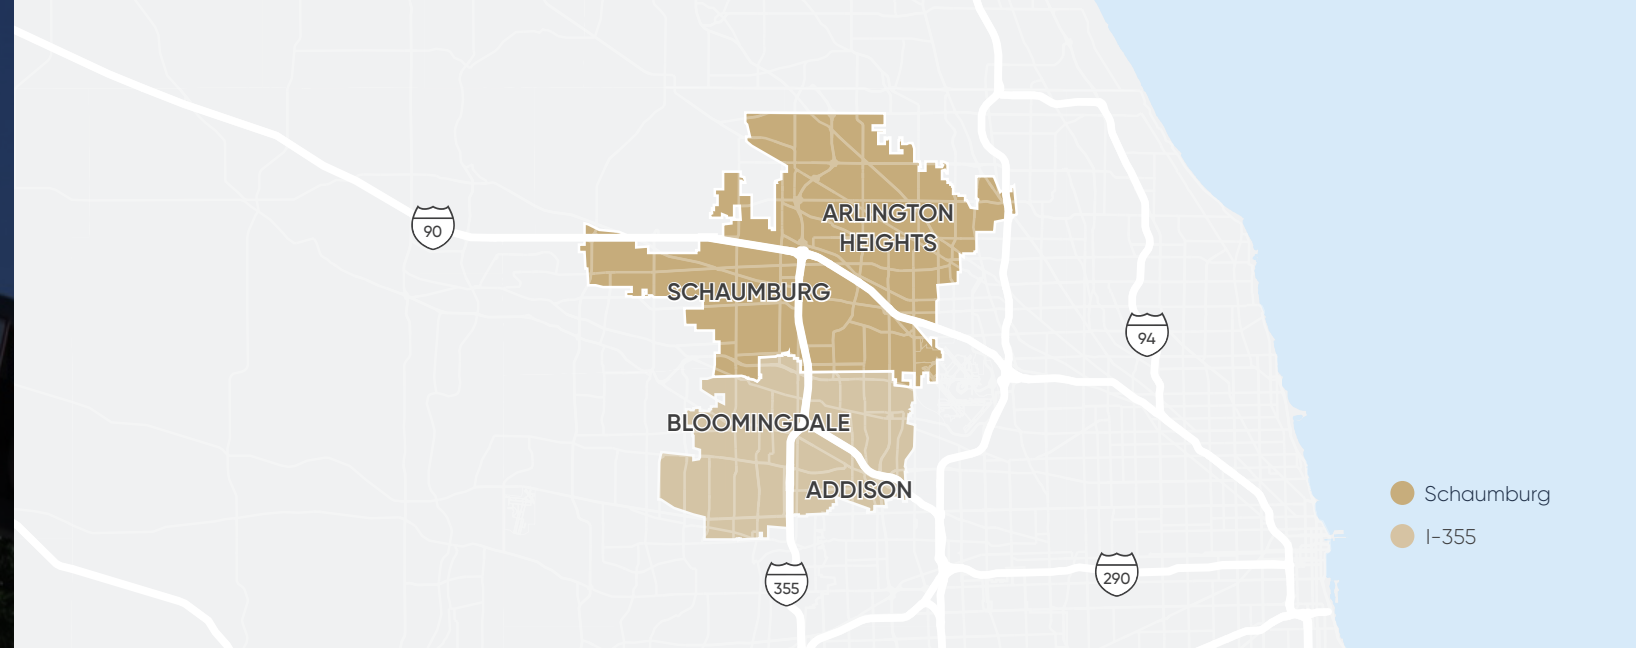 ARLINGTON
HEIGHTS
90
SCHAUMBURG
94
BLOOMINGDALE
ADDISON
Schaumburg
I-355
355
290